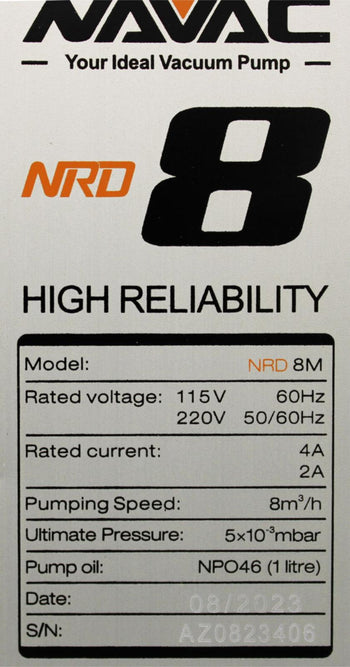 NAVAC
Your Ideal Vacuum Pump
NRD 8
HIGH RELIABILITY
Model: NRD 8M
Rated voltage: 115V 60Hz
220V 50/60Hz
Rated current: 4A
2A
Pumping Speed: 8m³/h
Ultimate Pressure: 5×10⁻³mbar
Pump oil: NPO46 (1 litre)
Date: 08/2023
S/N: AZ0823406